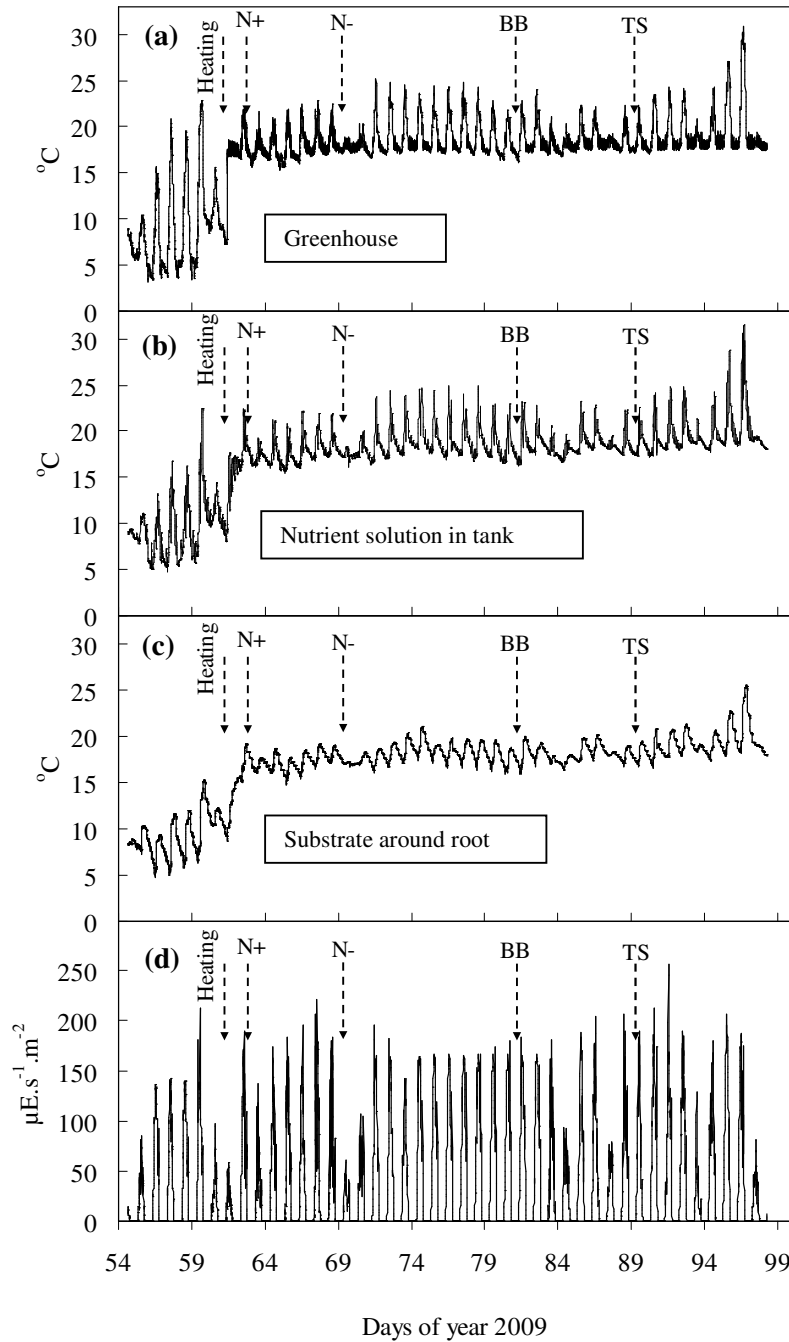 (a)
Heating
N+
N-
BB
TS
30
25
20
15
10
5
0
ºC
Greenhouse
(b)
Heating
N+
N-
BB
TS
30
25
20
15
10
5
0
ºC
Nutrient solution in tank
(c)
Heating
N+
N-
BB
TS
30
25
20
15
10
5
0
ºC
Substrate around root
(d)
Heating
N+
N-
BB
TS
250
200
150
100
50
0
µE.s⁻¹.m⁻²
54 59 64 69 74 79 84 89 94 99
Days of year 2009